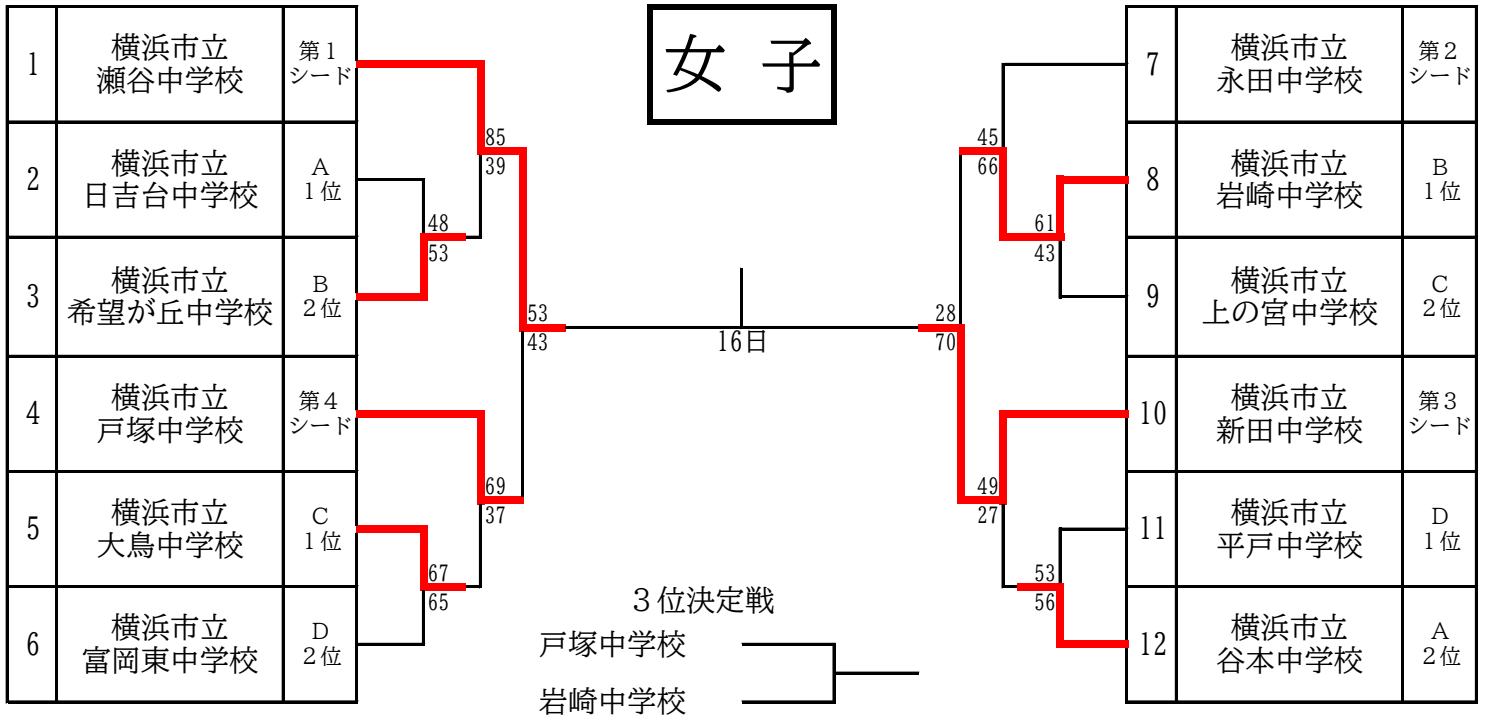 女 子
1
横浜市立
瀬谷中学校
第1
シード
2
横浜市立
日吉台中学校
A
1位
3
横浜市立
希望が丘中学校
B
2位
4
横浜市立
戸塚中学校
第4
シード
5
横浜市立
大鳥中学校
C
1位
6
横浜市立
富岡東中学校
D
2位
85
39
48
53
53
43
69
37
67
65
16日
45
66
61
43
28
70
49
27
53
56
7
横浜市立
永田中学校
第2
シード
8
横浜市立
岩崎中学校
B
1位
9
横浜市立
上の宮中学校
C
2位
10
横浜市立
新田中学校
第3
シード
11
横浜市立
平戸中学校
D
1位
12
横浜市立
谷本中学校
A
2位
3位決定戦
戸塚中学校
岩崎中学校